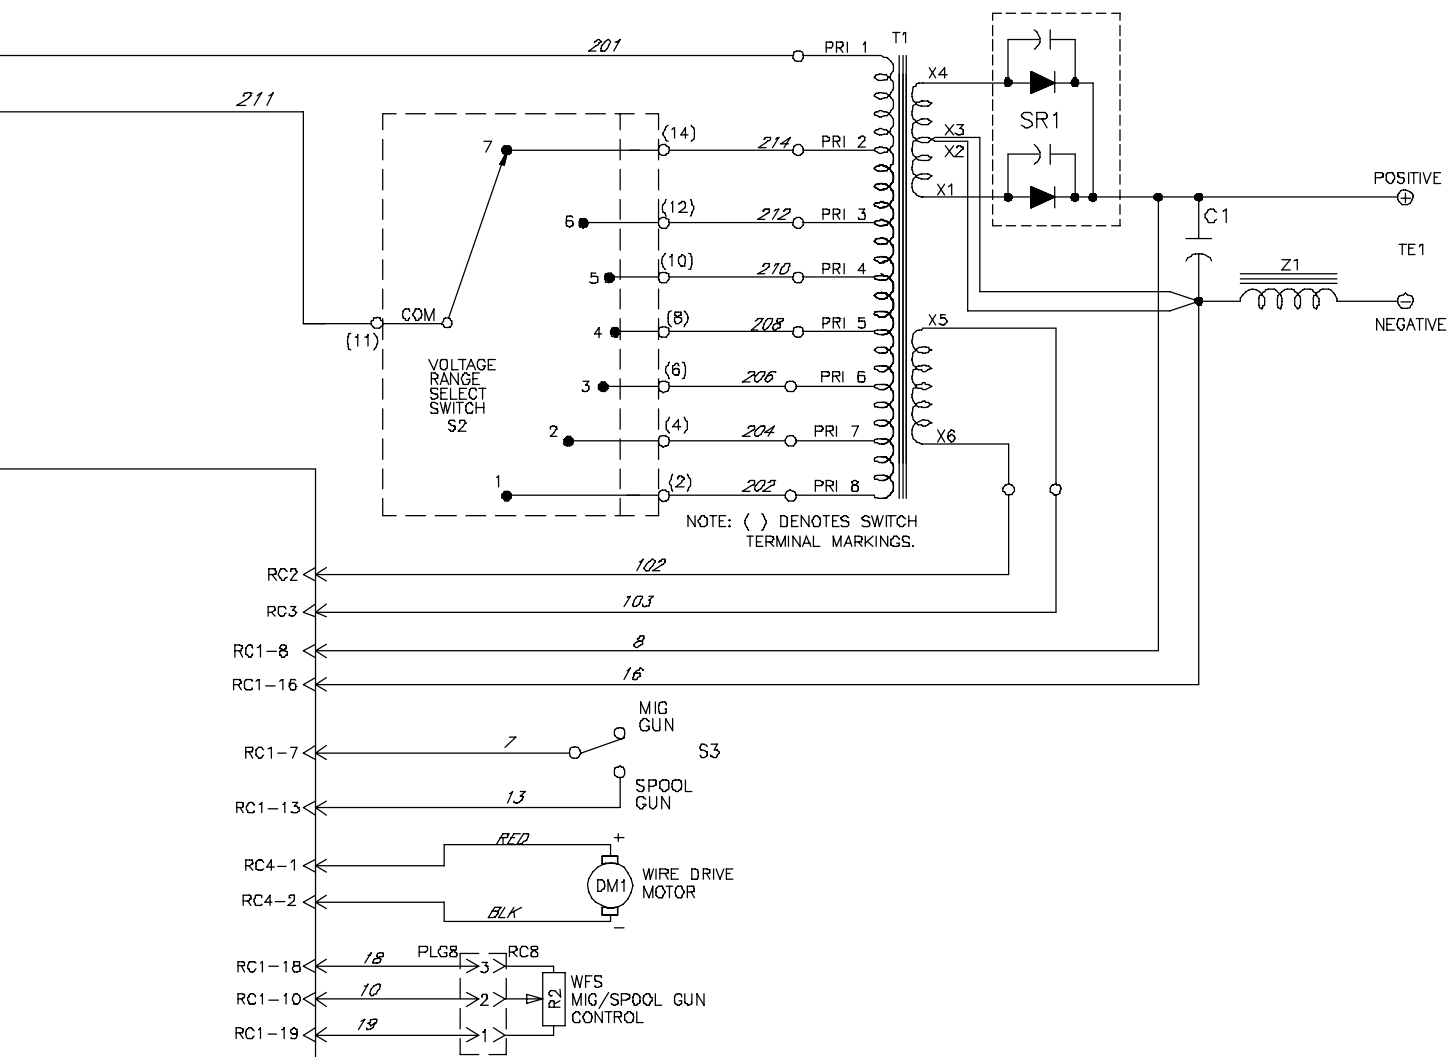 201
PRI 1
T1
211
X4
SR1
X3
X2
X1
7
(14)
214
PRI 2
POSITIVE
6
(12)
212
PRI 3
C1
TE1
5
(10)
210
PRI 4
Z1
COM
(11)
4
(8)
208
PRI 5
X5
NEGATIVE
VOLTAGE
RANGE
SELECT
SWITCH
S2
3
(6)
206
PRI 6
2
(4)
204
PRI 7
X6
1
(2)
202
PRI 8
NOTE: ( ) DENOTES SWITCH
TERMINAL MARKINGS.
RC2
102
RC3
103
RC1-8
8
RC1-16
16
MIG
GUN
RC1-7
7
S3
SPOOL
GUN
RC1-13
13
RED
+
RC4-1
DM1
WIRE DRIVE
MOTOR
RC4-2
BLK
-
PLG8
RC8
RC1-18
18
3
RC1-10
10
2
R2
WFS
MIG/SPOOL GUN
CONTROL
RC1-19
19
1